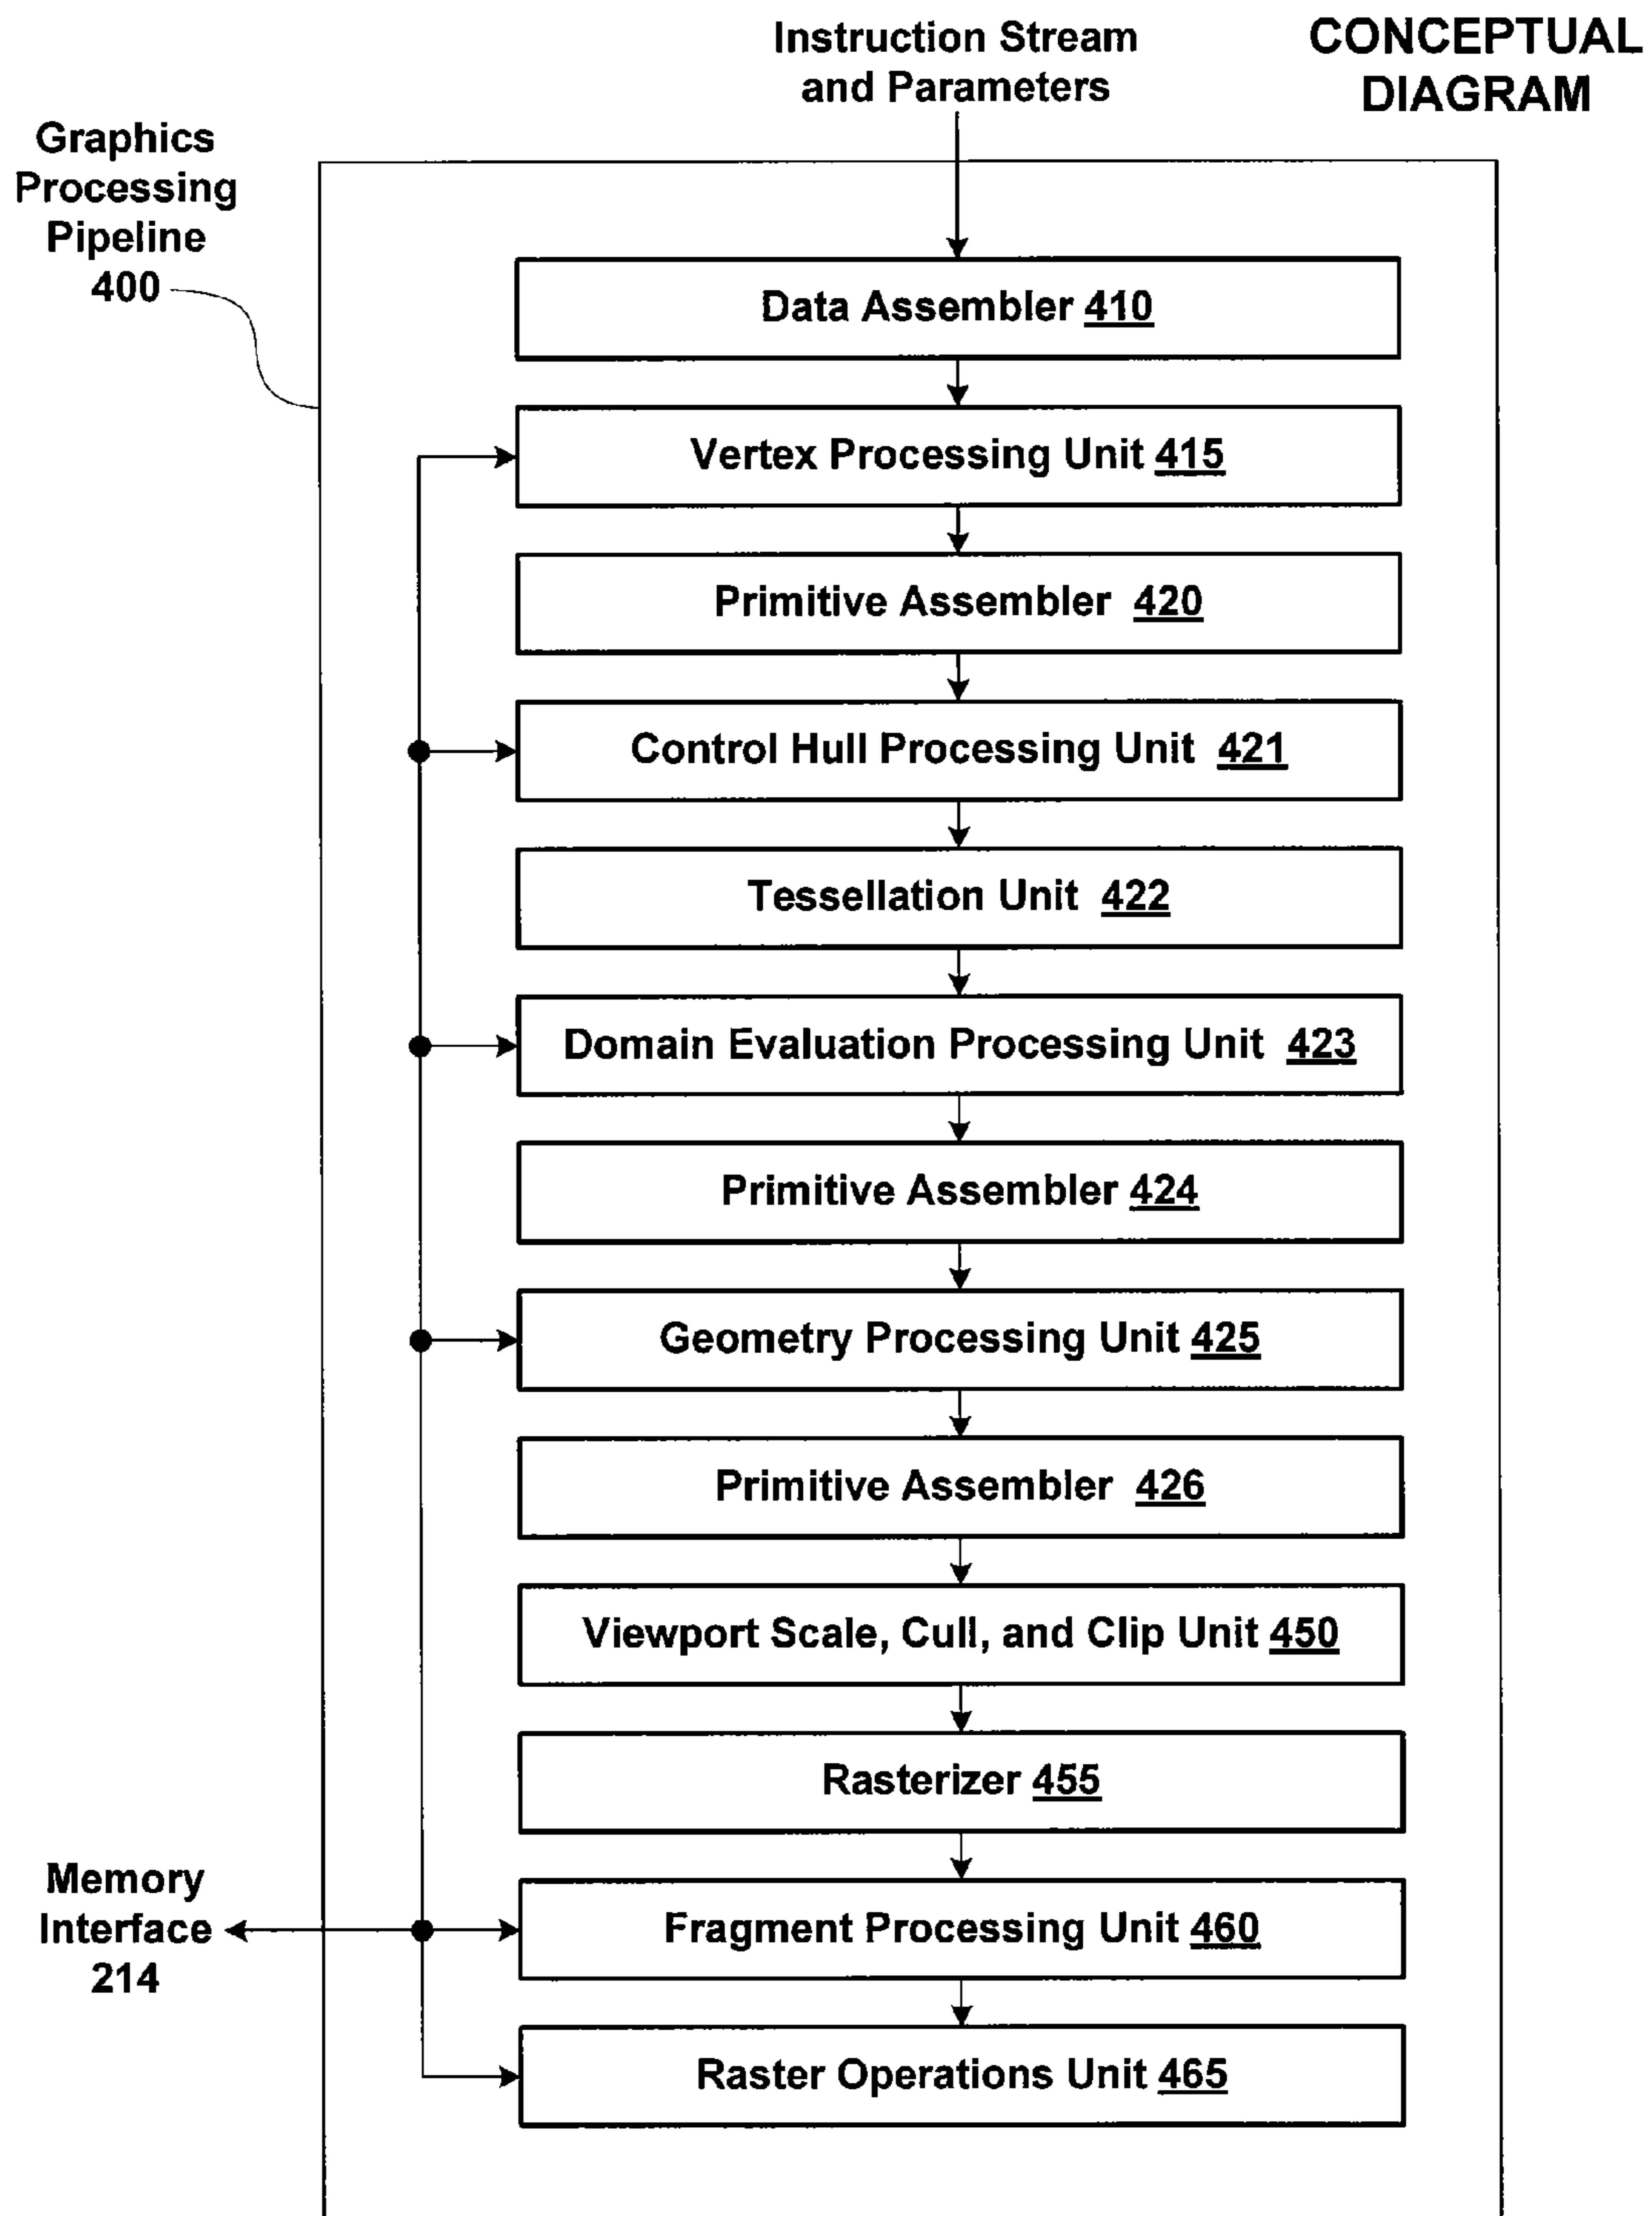 Instruction Stream
and Parameters
CONCEPTUAL
DIAGRAM
Graphics
Processing
Pipeline
400
Data Assembler 410
Vertex Processing Unit 415
Primitive Assembler 420
Control Hull Processing Unit 421
Tessellation Unit 422
Domain Evaluation Processing Unit 423
Primitive Assembler 424
Geometry Processing Unit 425
Primitive Assembler 426
Viewport Scale, Cull, and Clip Unit 450
Rasterizer 455
Memory
Interface
214
Fragment Processing Unit 460
Raster Operations Unit 465